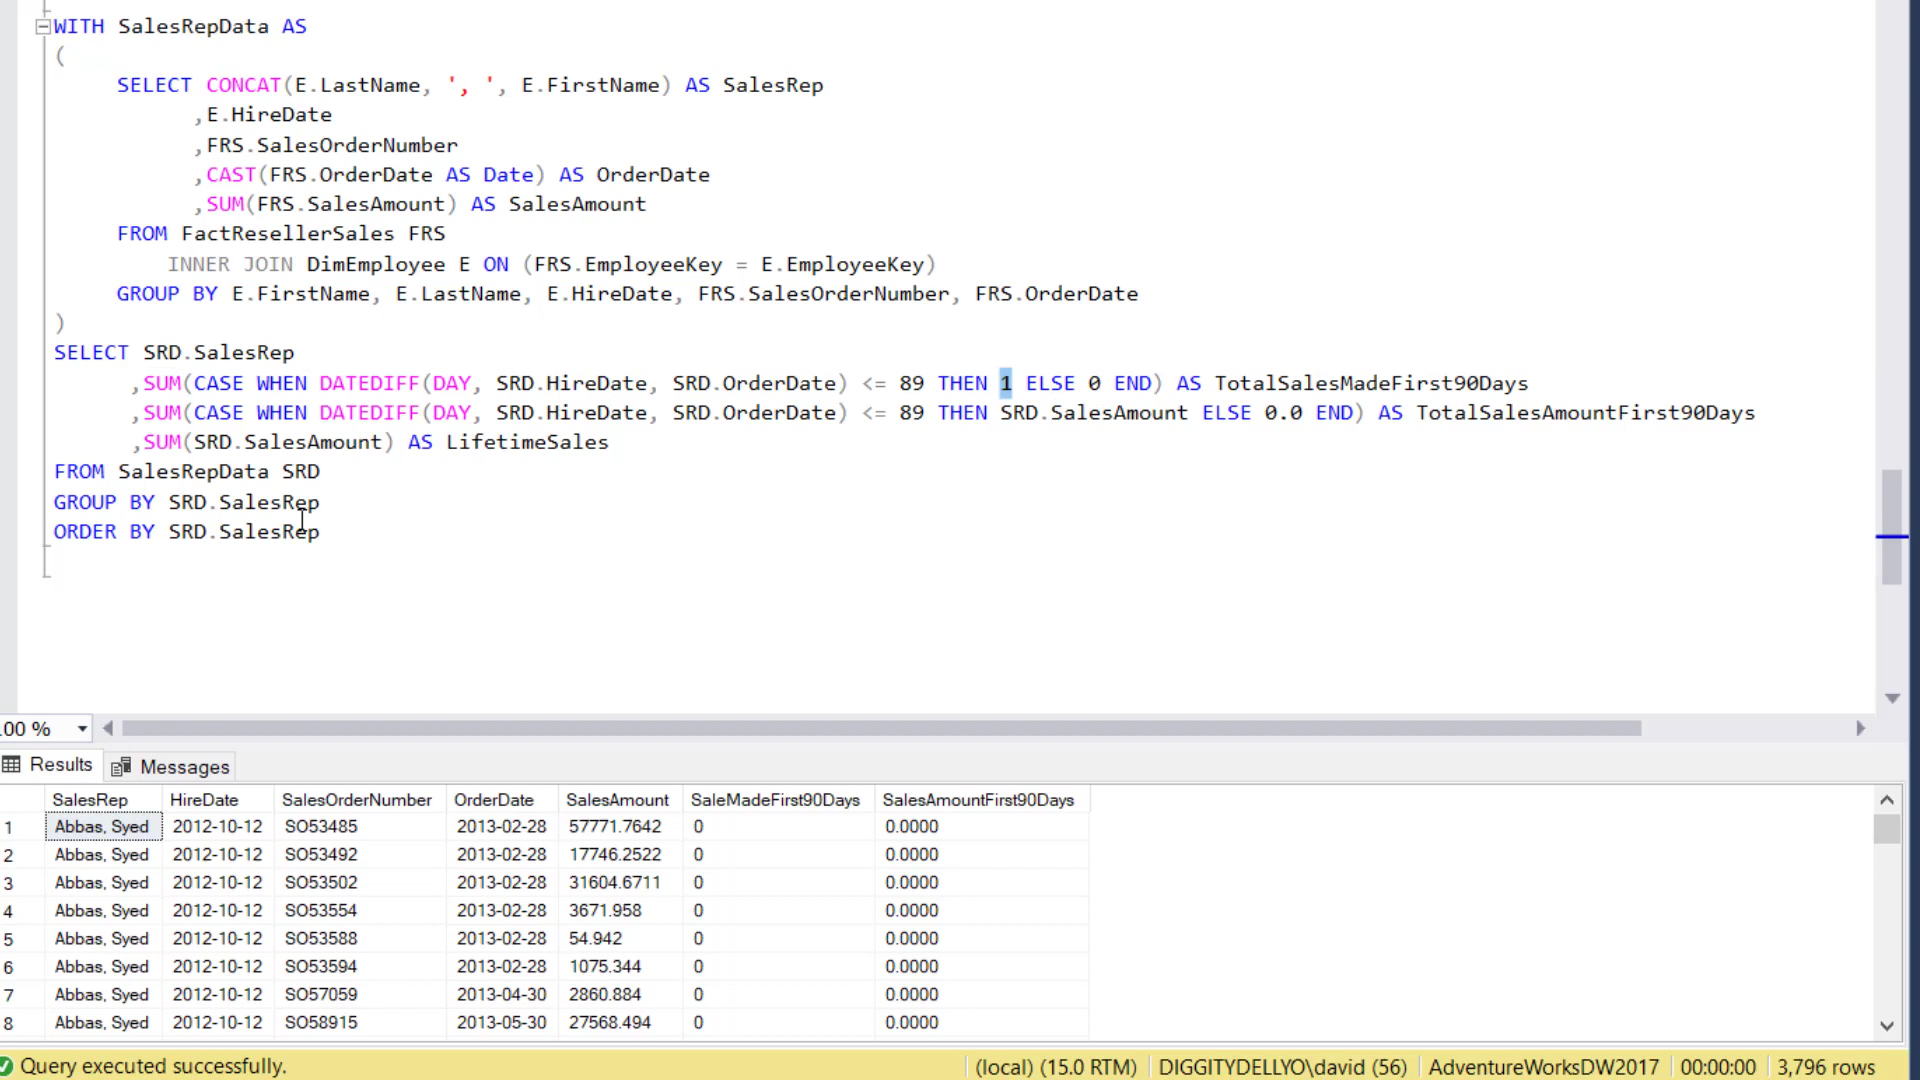 WITH SalesRepData AS
(
SELECT CONCAT(E.LastName, ', ', E.FirstName) AS SalesRep
,E.HireDate
,FRS.SalesOrderNumber
,CAST(FRS.OrderDate AS Date) AS OrderDate
,SUM(FRS.SalesAmount) AS SalesAmount
FROM FactResellerSales FRS
INNER JOIN DimEmployee E ON (FRS.EmployeeKey = E.EmployeeKey)
GROUP BY E.FirstName, E.LastName, E.HireDate, FRS.SalesOrderNumber, FRS.OrderDate
)
SELECT SRD.SalesRep
,SUM(CASE WHEN DATEDIFF(DAY, SRD.HireDate, SRD.OrderDate) <= 89 THEN 1 ELSE 0 END) AS TotalSalesMadeFirst90Days
,SUM(CASE WHEN DATEDIFF(DAY, SRD.HireDate, SRD.OrderDate) <= 89 THEN SRD.SalesAmount ELSE 0.0 END) AS TotalSalesAmountFirst90Days
,SUM(SRD.SalesAmount) AS LifetimeSales
FROM SalesRepData SRD
GROUP BY SRD.SalesRep
ORDER BY SRD.SalesRep
.00 %
Results Messages
SalesRep HireDate SalesOrderNumber OrderDate SalesAmount SaleMadeFirst90Days SalesAmountFirst90Days
1 Abbas, Syed 2012-10-12 SO53485 2013-02-28 57771.7642 0 0.0000
2 Abbas, Syed 2012-10-12 SO53492 2013-02-28 17746.2522 0 0.0000
3 Abbas, Syed 2012-10-12 SO53502 2013-02-28 31604.6711 0 0.0000
4 Abbas, Syed 2012-10-12 SO53554 2013-02-28 3671.958 0 0.0000
5 Abbas, Syed 2012-10-12 SO53588 2013-02-28 54.942 0 0.0000
6 Abbas, Syed 2012-10-12 SO53594 2013-02-28 1075.344 0 0.0000
7 Abbas, Syed 2012-10-12 SO57059 2013-04-30 2860.884 0 0.0000
8 Abbas, Syed 2012-10-12 SO58915 2013-05-30 27568.494 0 0.0000
Query executed successfully. (local) (15.0 RTM) DIGGITYDELLYO\david (56) AdventureWorksDW2017 00:00:00 3,796 rows